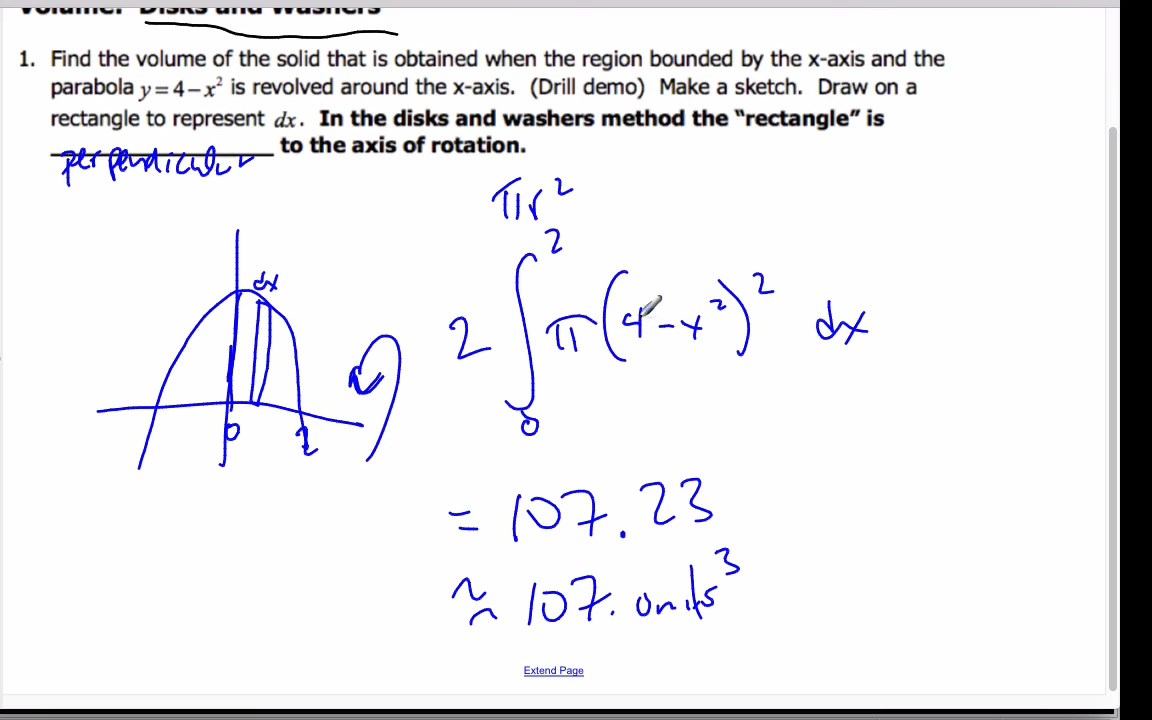 Volume: Disks and Washers
1. Find the volume of the solid that is obtained when the region bounded by the x-axis and the
parabola y = 4 − x² is revolved around the x-axis. (Drill demo) Make a sketch. Draw on a
rectangle to represent dx. In the disks and washers method the “rectangle” is
perpendicular to the axis of rotation.
πr²
dx
0
2
2 ∫₀² π(4 − x²)² dx
= 107.23
≈ 107. units³
Extend Page